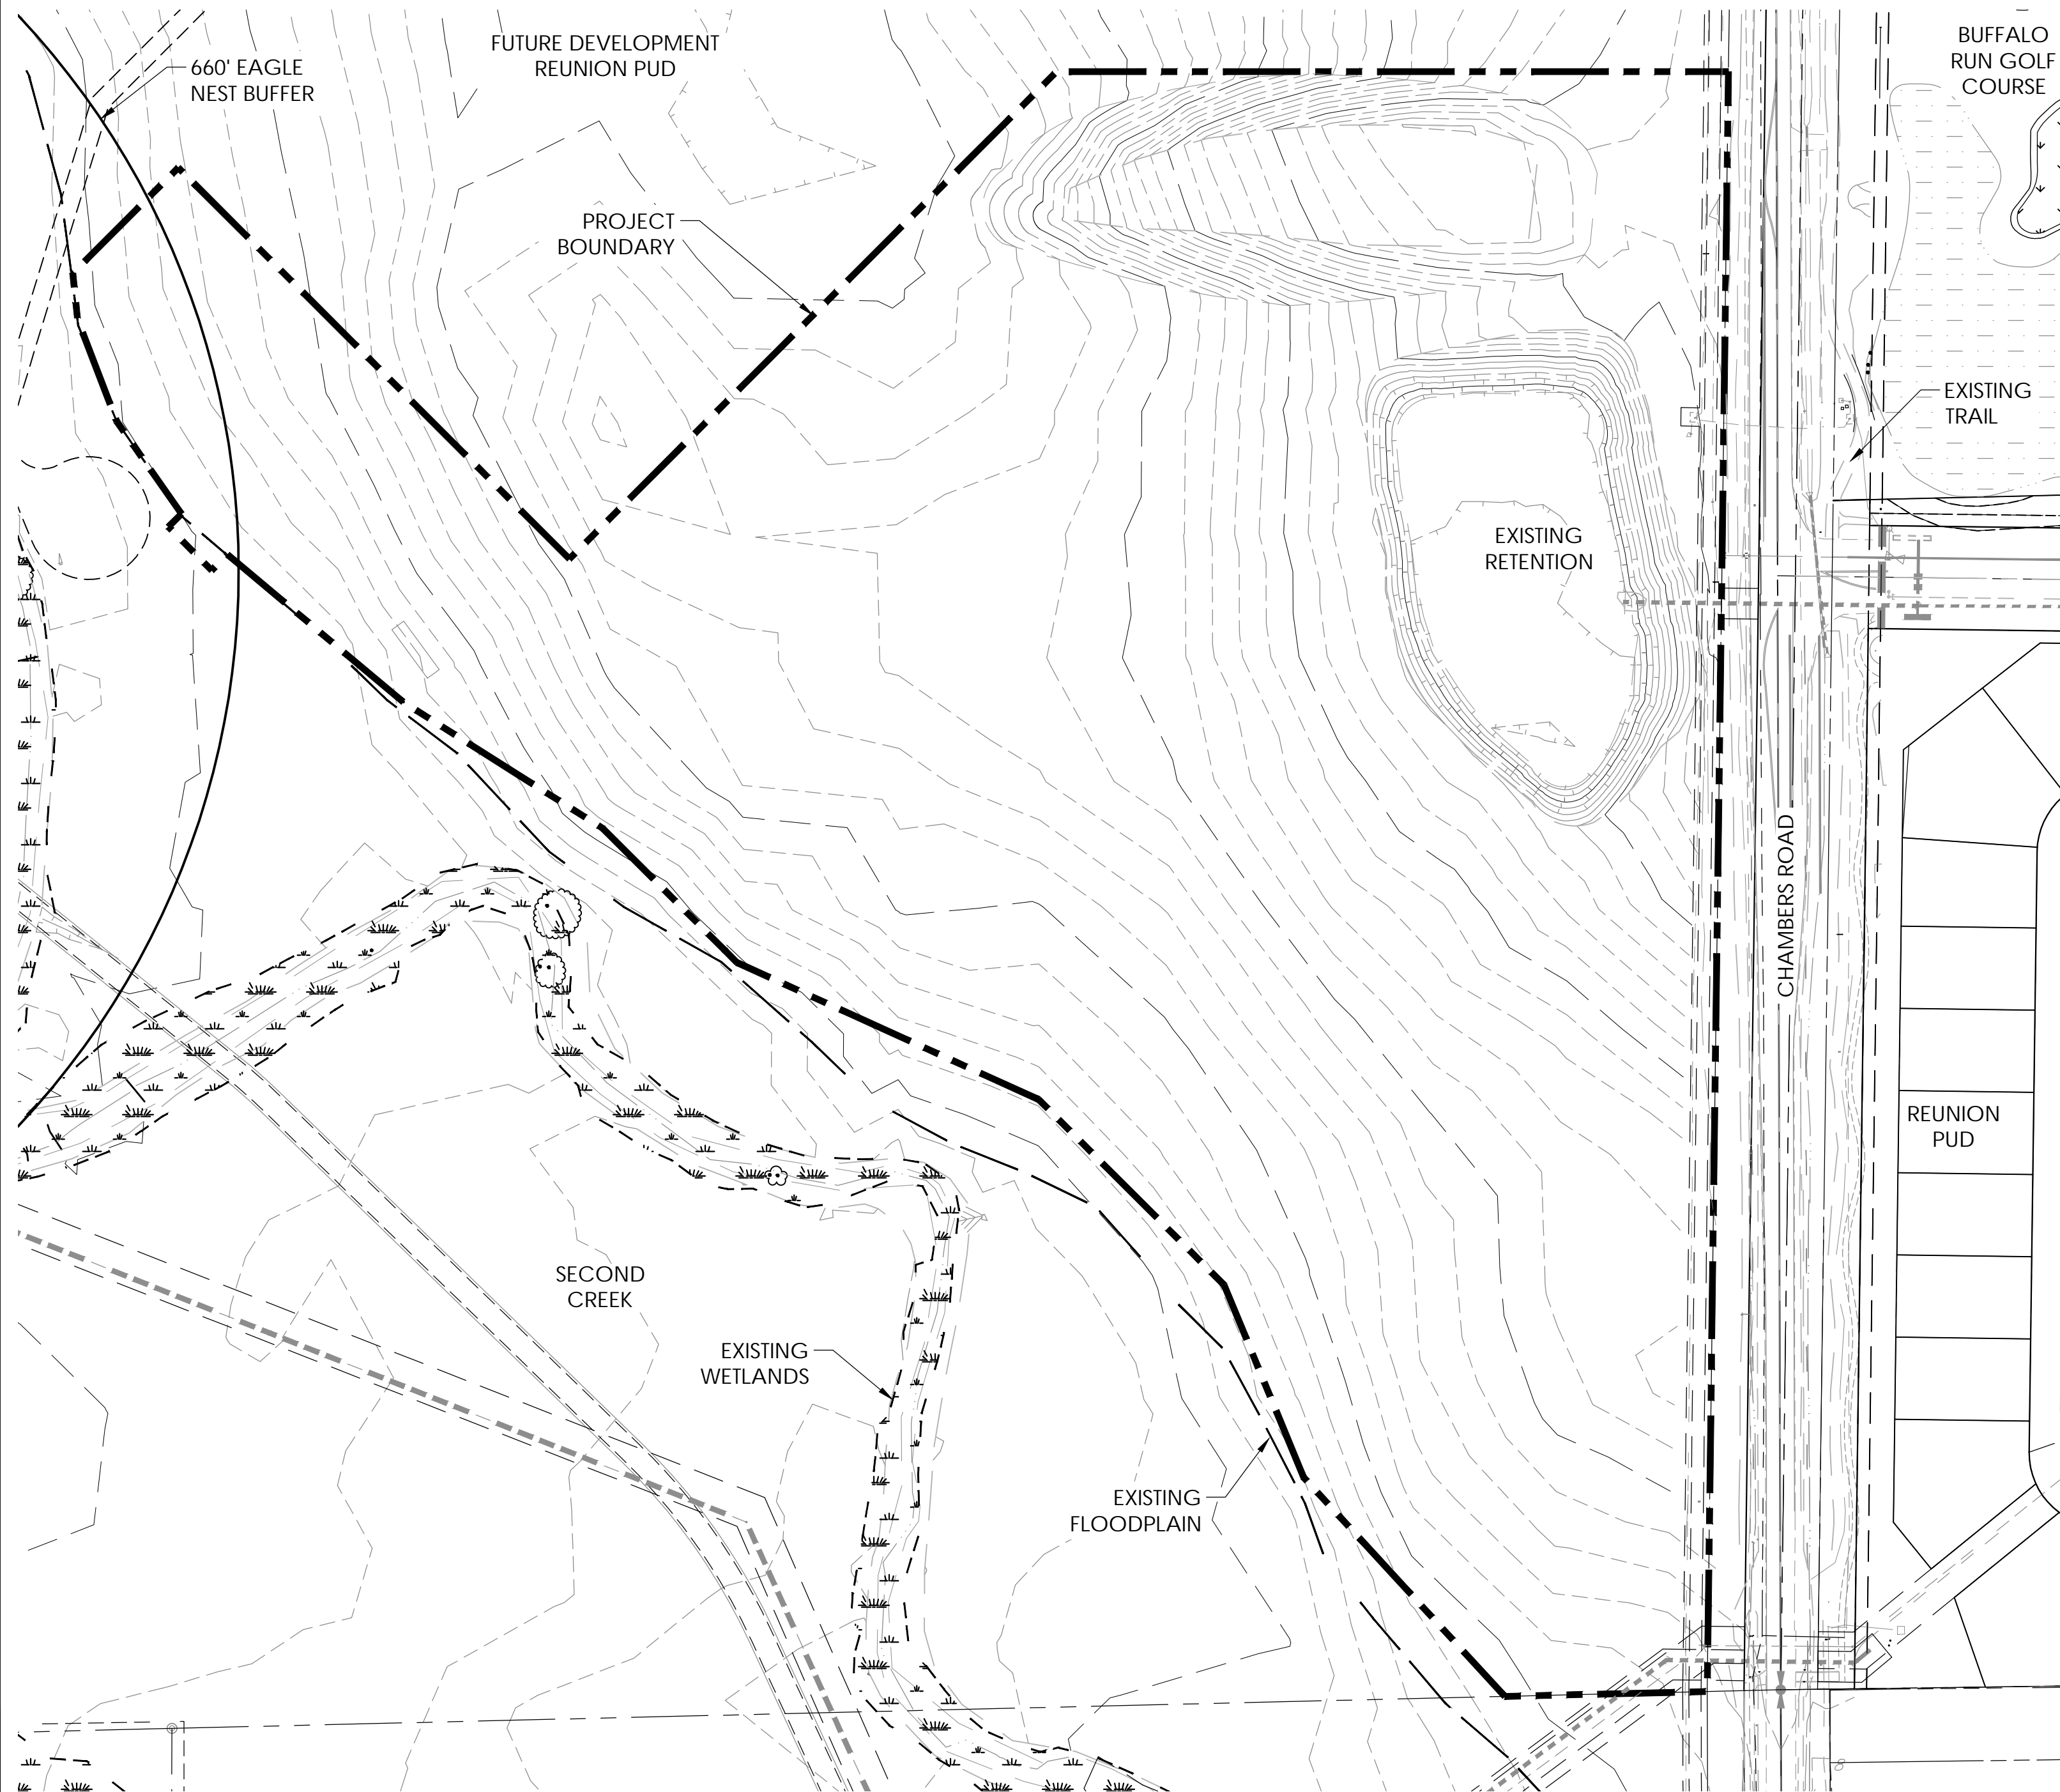 FUTURE DEVELOPMENT
REUNION PUD
BUFFALO
RUN GOLF
COURSE
660' EAGLE
NEST BUFFER
PROJECT
BOUNDARY
EXISTING
TRAIL
EXISTING
RETENTION
CHAMBERS ROAD
REUNION
PUD
SECOND
CREEK
EXISTING
WETLANDS
EXISTING
FLOODPLAIN